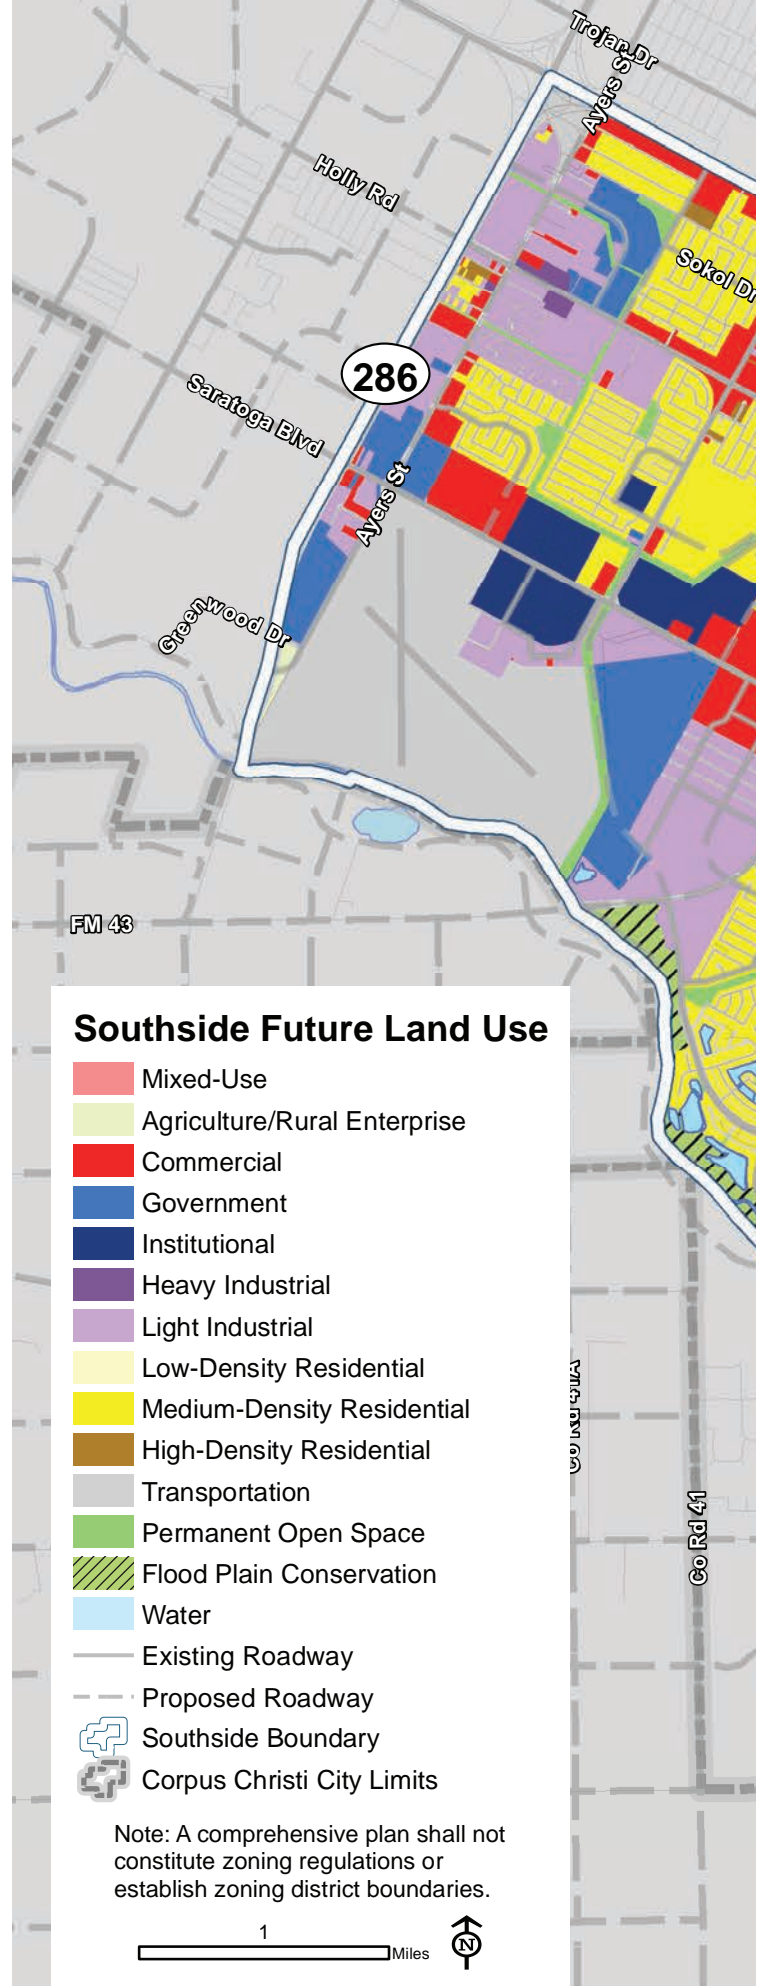 Trojan Dr
Ayers St
Holly Rd
Sokol Dr
286
Saratoga Blvd
Ayers St
Greenwood Dr
FM 43
Southside Future Land Use
Mixed-Use
Agriculture/Rural Enterprise
Commercial
Government
Institutional
Heavy Industrial
Light Industrial
Low-Density Residential
Medium-Density Residential
High-Density Residential
Transportation
Permanent Open Space
Flood Plain Conservation
Water
Existing Roadway
Proposed Roadway
Southside Boundary
Corpus Christi City Limits
Co Rd 41A
Co Rd 41
Note: A comprehensive plan shall not
constitute zoning regulations or
establish zoning district boundaries.
1
Miles
N